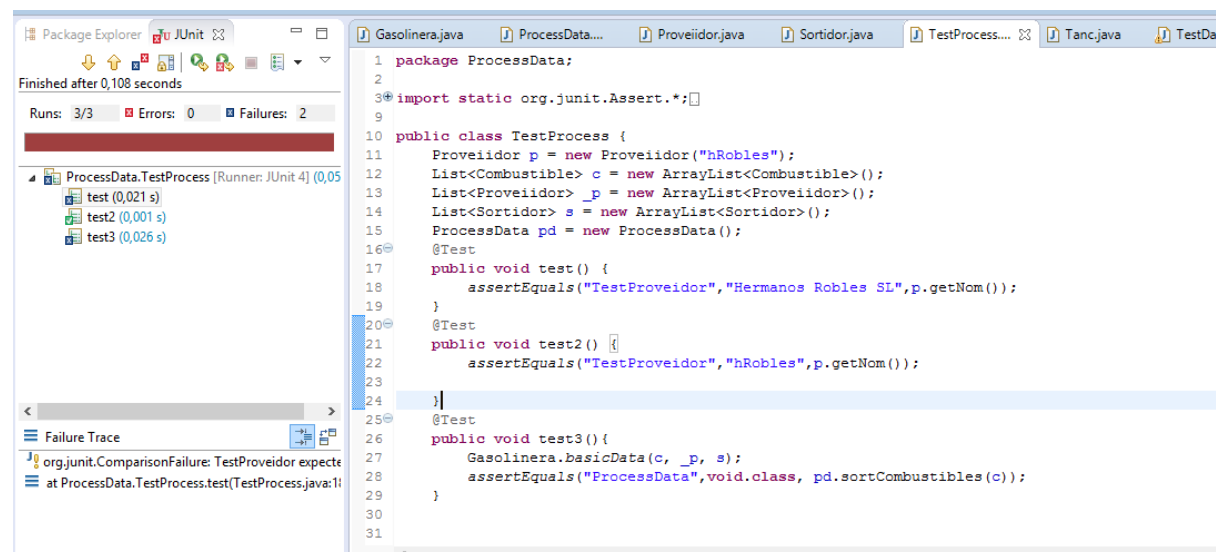 Package Explorer JUnit
Finished after 0,108 seconds
Runs: 3/3 Errors: 0 Failures: 2
ProcessData.TestProcess [Runner: JUnit 4] (0,05
test (0,021 s)
test2 (0,001 s)
test3 (0,026 s)
Failure Trace
org.junit.ComparisonFailure: TestProveidor expecte
at ProcessData.TestProcess.test(TestProcess.java:18
Gasolinera.java ProcessData.... Proveiidor.java Sortidor.java TestProcess.... Tanc.java TestDa
1 package ProcessData;
2
3 import static org.junit.Assert.*;
9
10 public class TestProcess {
11 Proveiidor p = new Proveiidor("hRobles");
12 List<Combustible> c = new ArrayList<Combustible>();
13 List<Proveiidor> _p = new ArrayList<Proveiidor>();
14 List<Sortidor> s = new ArrayList<Sortidor>();
15 ProcessData pd = new ProcessData();
16 @Test
17 public void test() {
18 assertEquals("TestProveidor","Hermanos Robles SL",p.getNom());
19 }
20 @Test
21 public void test2() {
22 assertEquals("TestProveidor","hRobles",p.getNom());
23
24 }
25 @Test
26 public void test3(){
27 Gasolinera.basicData(c, _p, s);
28 assertEquals("ProcessData",void.class, pd.sortCombustibles(c));
29 }
30
31